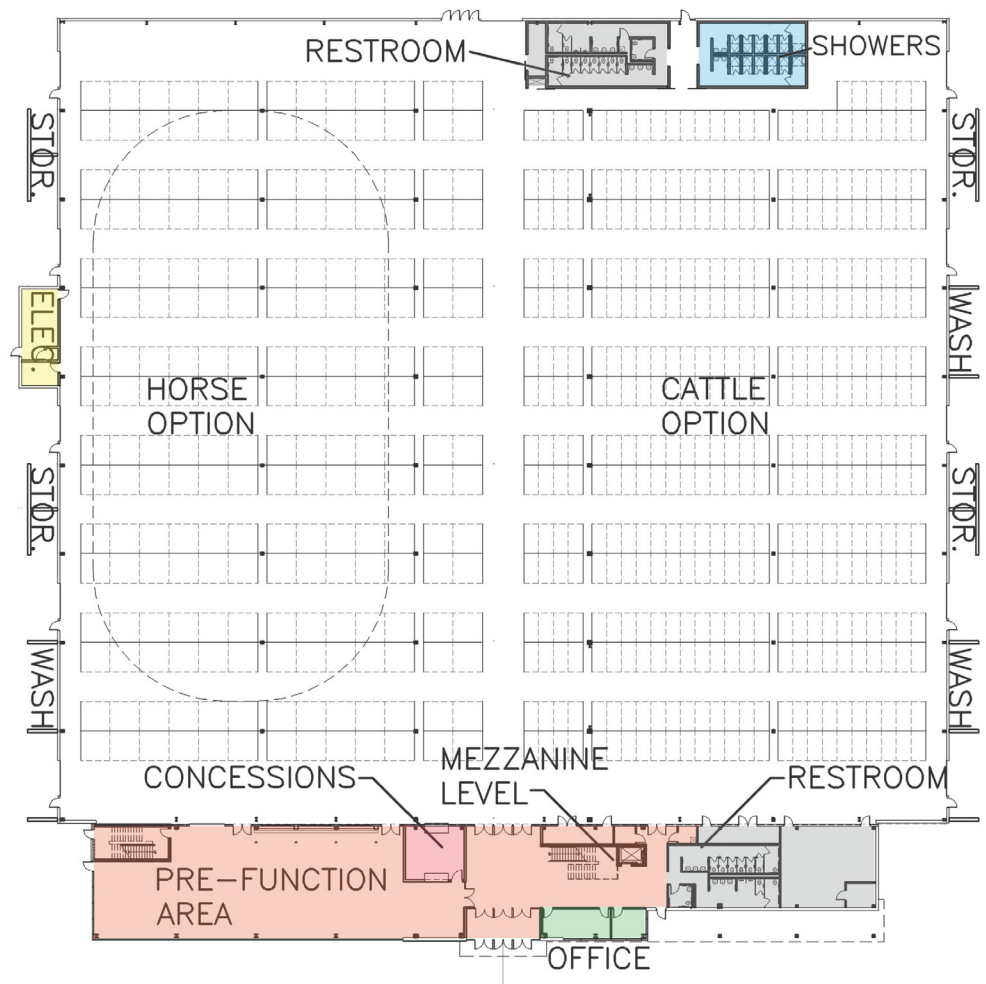 RESTROOM
SHOWERS
STOR.
STOR.
ELEC.
WASH
HORSE
OPTION
CATTLE
OPTION
STOR.
STOR.
WASH
WASH
MEZZANINE
LEVEL
CONCESSIONS
RESTROOM
PRE-FUNCTION
AREA
OFFICE